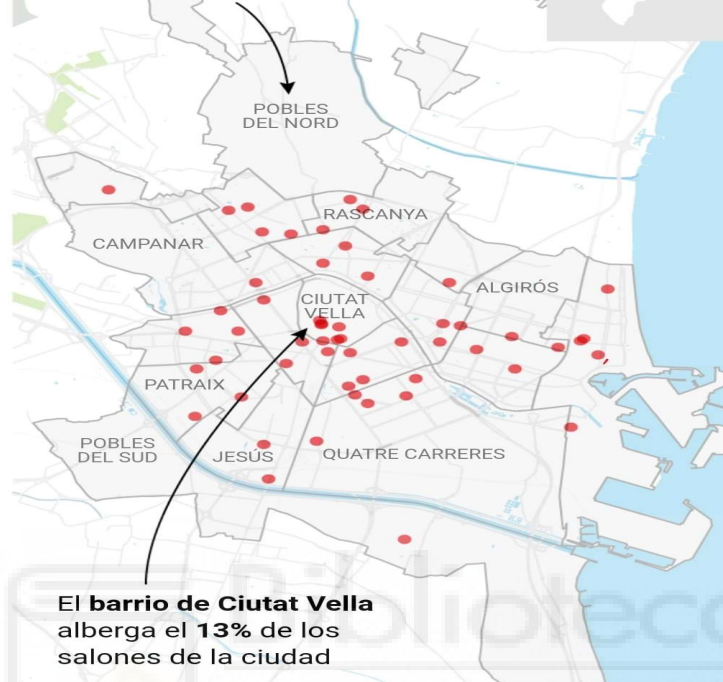 POBLES
DEL NORD
RASCANYA
CAMPANAR
ALGIRÓS
CIUTAT
VELLA
PATRAIX
POBLES
DEL SUD
JESÚS
QUATRE CARRERES
El barrio de Ciutat Vella
alberga el 13% de los
salones de la ciudad
Biblioteca